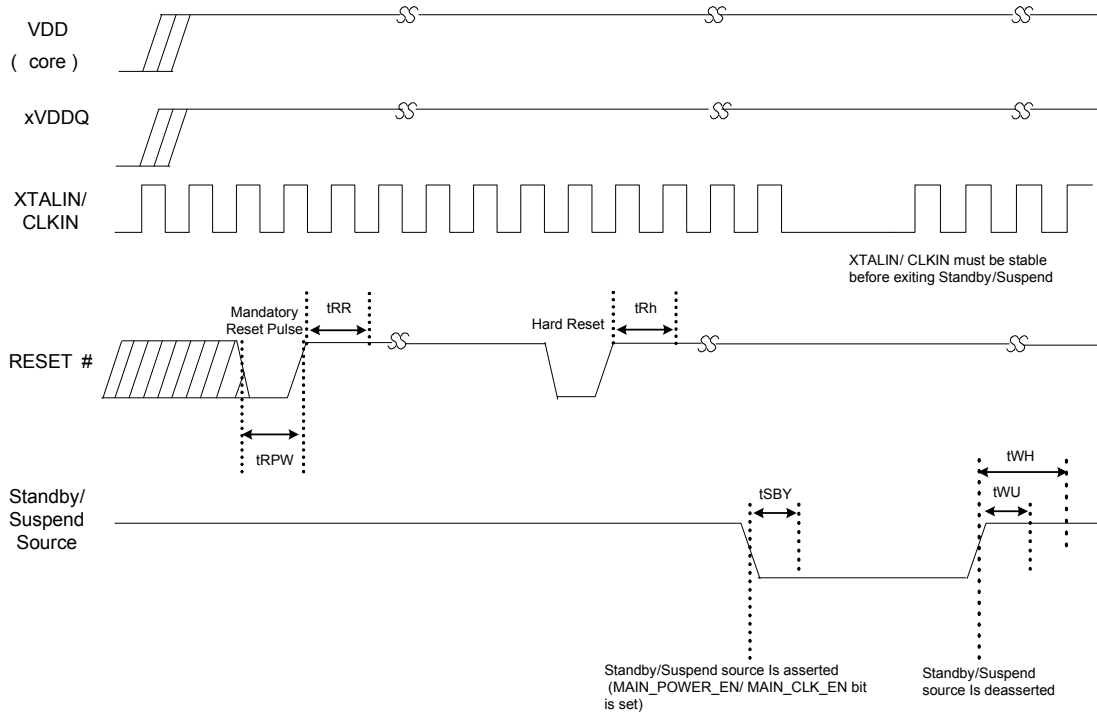 VDD
( core )
xVDDQ
XTALIN/
CLKIN
XTALIN/ CLKIN must be stable
before exiting Standby/Suspend
Mandatory
Reset Pulse
tRR
Hard Reset
tRh
RESET #
tRPW
tWH
Standby/
Suspend
Source
tSBY
tWU
Standby/Suspend source Is asserted
(MAIN_POWER_EN/ MAIN_CLK_EN bit
is set)
Standby/Suspend
source Is deasserted